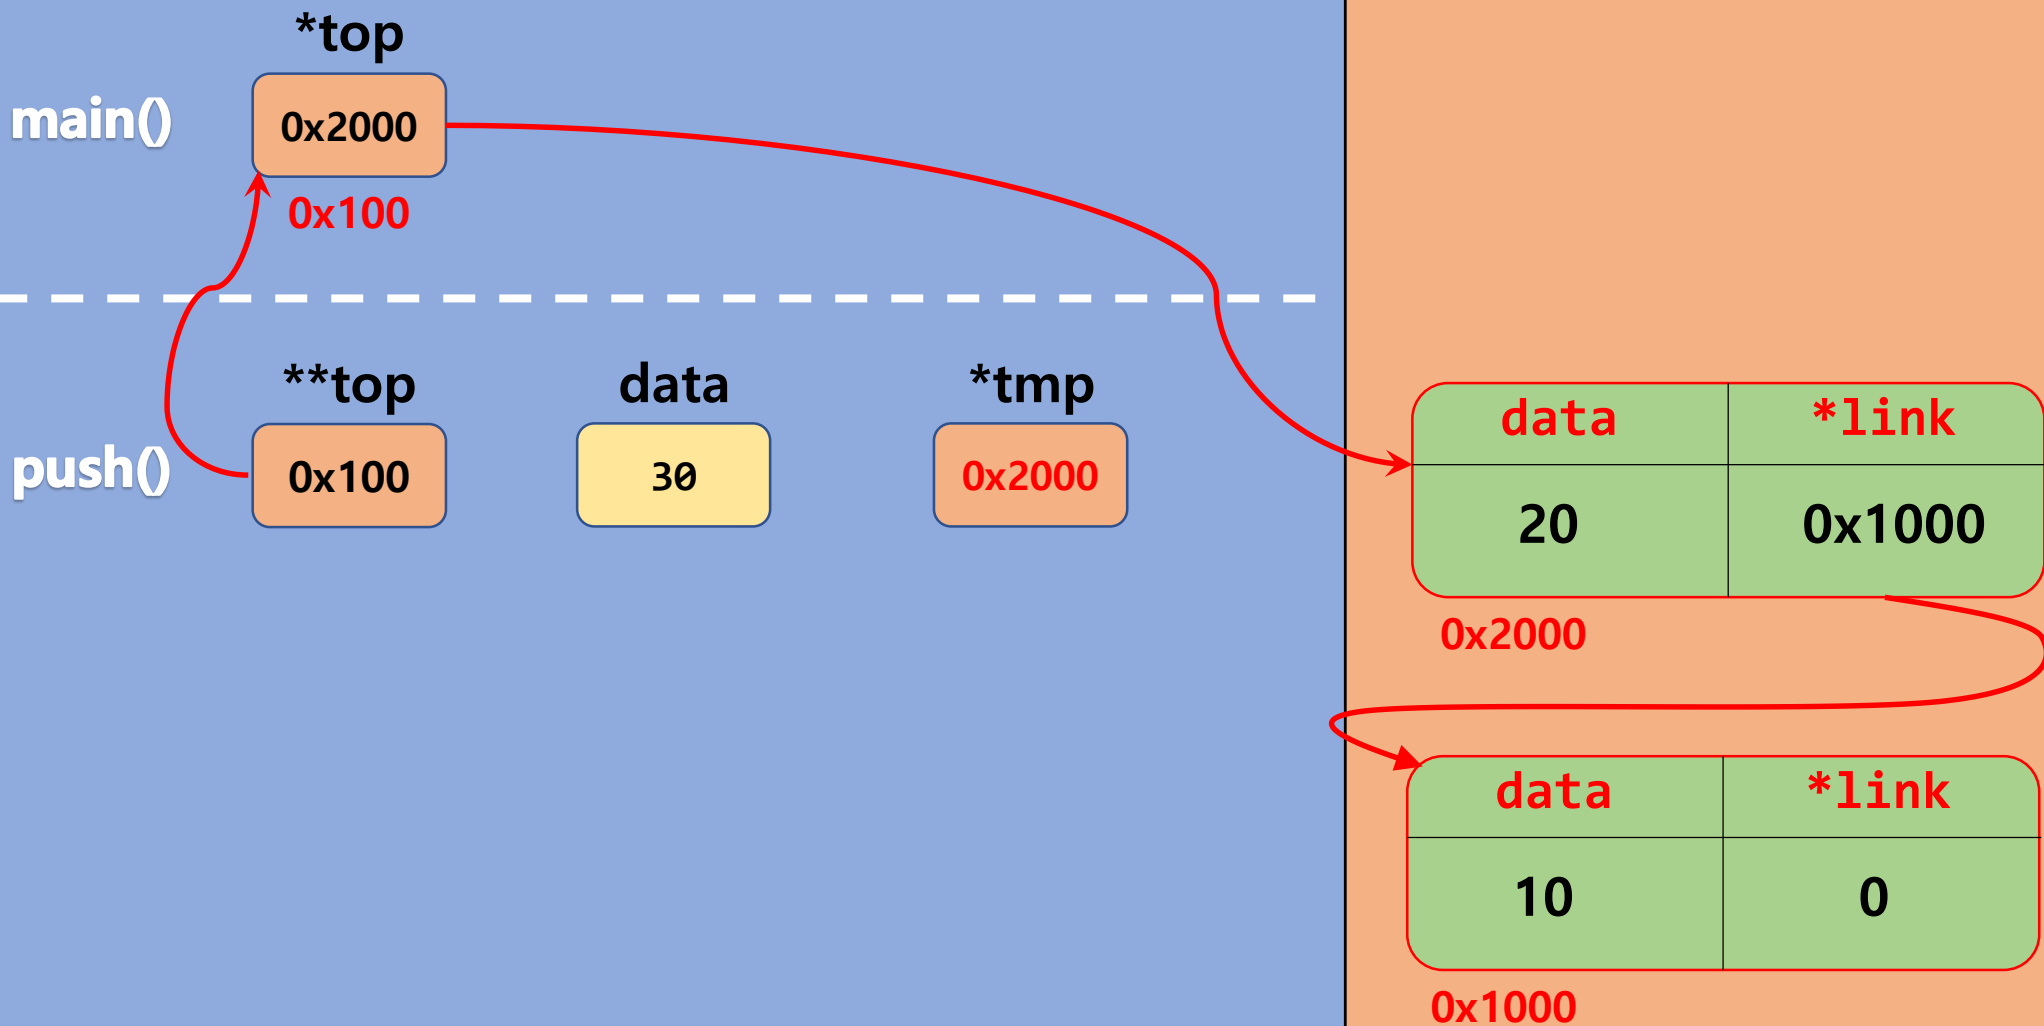 *top
main()
0x2000
0x100
**top
data
*tmp
push()
0x100
30
0x2000
data
*link
20
0x1000
0x2000
data
*link
10
0
0x1000